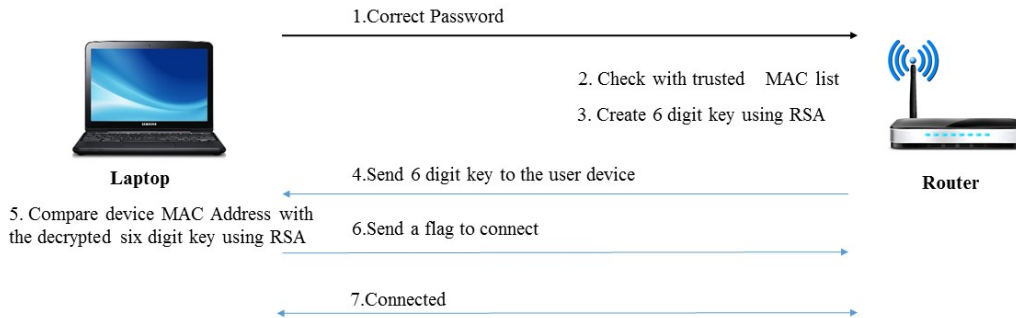 1.Correct Password
2. Check with trusted MAC list
3. Create 6 digit key using RSA
Laptop
Router
4.Send 6 digit key to the user device
5. Compare device MAC Address with
the decrypted six digit key using RSA
6.Send a flag to connect
7.Connected